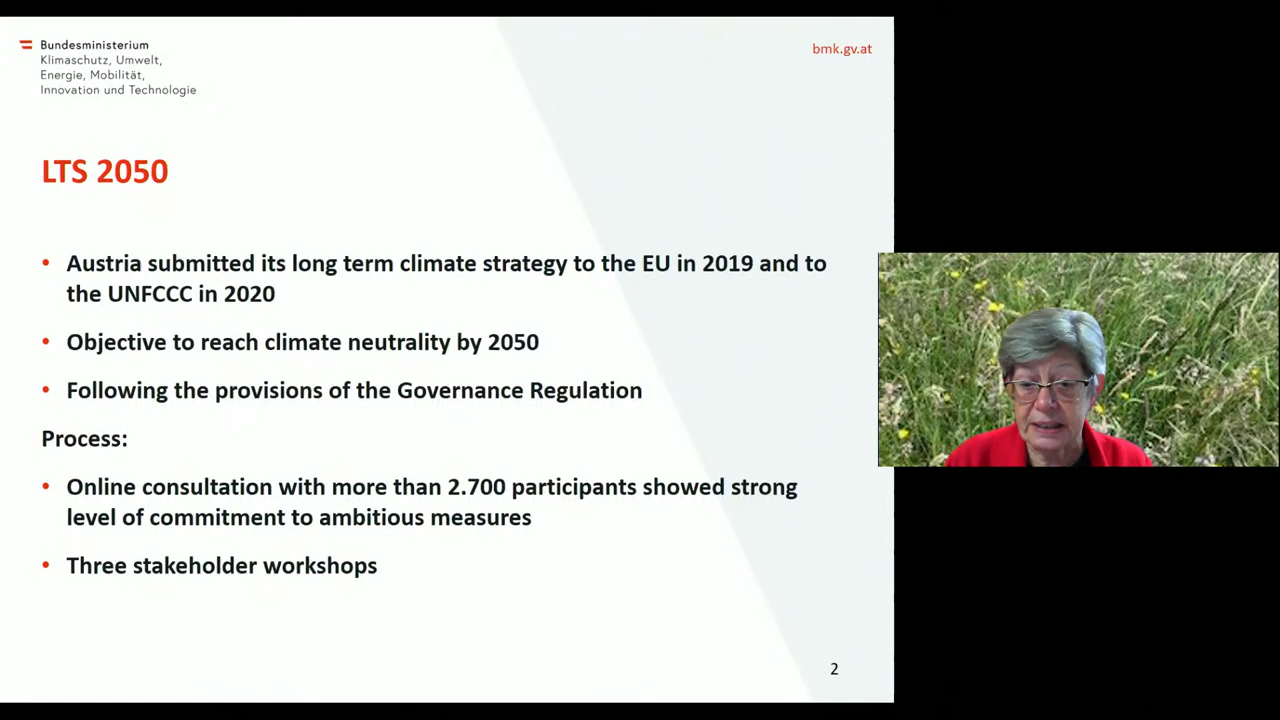 Bundesministerium
Klimaschutz, Umwelt,
Energie, Mobilität,
Innovation und Technologie
bmk.gv.at
LTS 2050
• Austria submitted its long term climate strategy to the EU in 2019 and to
the UNFCCC in 2020
• Objective to reach climate neutrality by 2050
• Following the provisions of the Governance Regulation
Process:
• Online consultation with more than 2.700 participants showed strong
level of commitment to ambitious measures
• Three stakeholder workshops
2